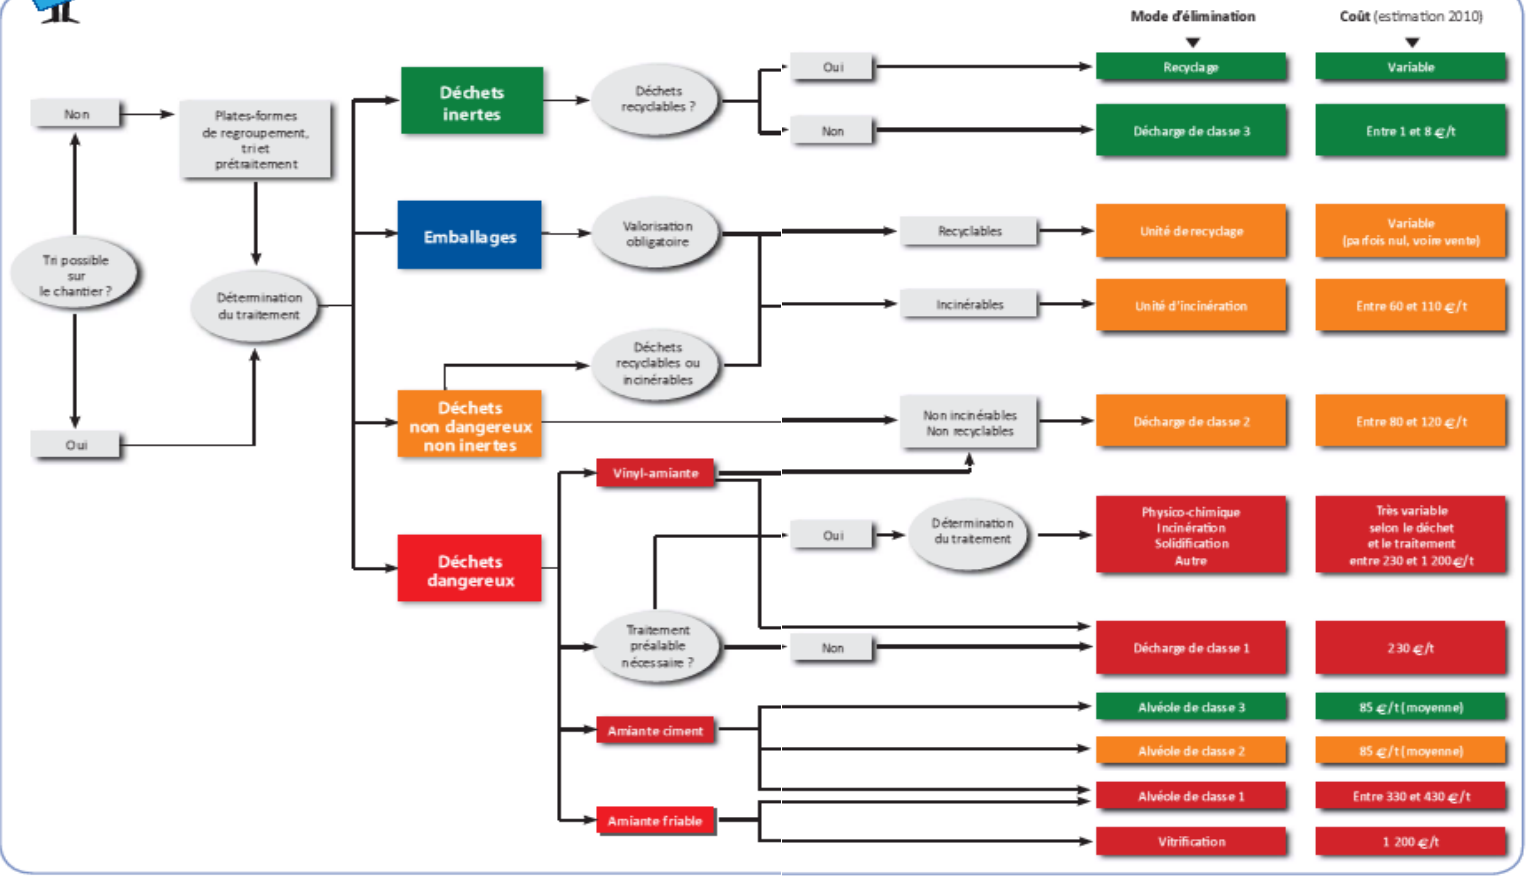 Mode d'élimination
Coût (estimation 2010)
Non
Plates-formes
de regroupement,
tri et
prétraitement
Tri possible
sur
le chantier ?
Oui
Détermination
du traitement
Déchets
inertes
Déchets
recyclables ?
Oui
Recyclage
Variable
Non
Décharge de classe 3
Entre 1 et 8 €/t
Emballages
Valorisation
obligatoire
Recyclables
Unité de recyclage
Variable
(parfois nul, voire vente)
Incinérables
Unité d'incinération
Entre 60 et 110 €/t
Déchets
recyclables ou
incinérables
Déchets
non dangereux
non inertes
Non incinérables
Non recyclables
Décharge de classe 2
Entre 80 et 120 €/t
Déchets
dangereux
Vinyl-amiante
Oui
Détermination
du traitement
Physico-chimique
Incinération
Solidification
Autre
Très variable
selon le déchet
et le traitement
entre 230 et 1 200€/t
Traitement
préalable
nécessaire ?
Non
Décharge de classe 1
230 €/t
Amiante ciment
Alvéole de classe 3
85 €/t (moyenne)
Alvéole de classe 2
85 €/t (moyenne)
Alvéole de classe 1
Entre 330 et 430 €/t
Amiante friable
Vitrification
1 200 €/t